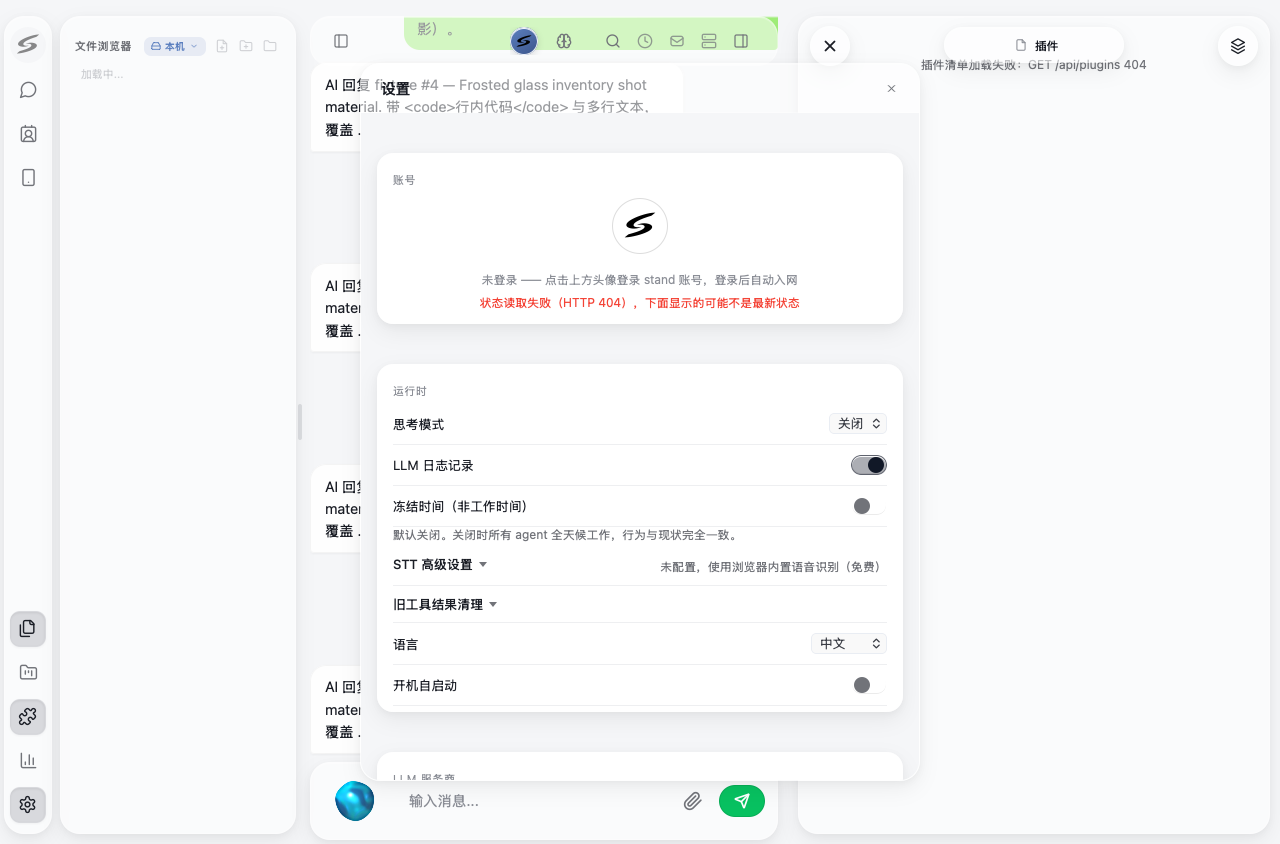 文件浏览器
本机
加载中...
影）。
AI 回复 fixture #4 — Frosted glass inventory shot
material. 带 <code>行内代码</code> 与多行文本，
覆盖 .
AI 回
mater
覆盖 .
AI 回
mater
覆盖 .
AI 回
mater
覆盖 .
输入消息...
设置
账号
未登录 —— 点击上方头像登录 stand 账号，登录后自动入网
状态读取失败（HTTP 404），下面显示的可能不是最新状态
运行时
思考模式
关闭
LLM 日志记录
冻结时间（非工作时间）
默认关闭。关闭时所有 agent 全天候工作，行为与现状完全一致。
STT 高级设置
未配置，使用浏览器内置语音识别（免费）
旧工具结果清理
语言
中文
开机自启动
LLM 服务商
插件
插件清单加载失败：GET /api/plugins 404